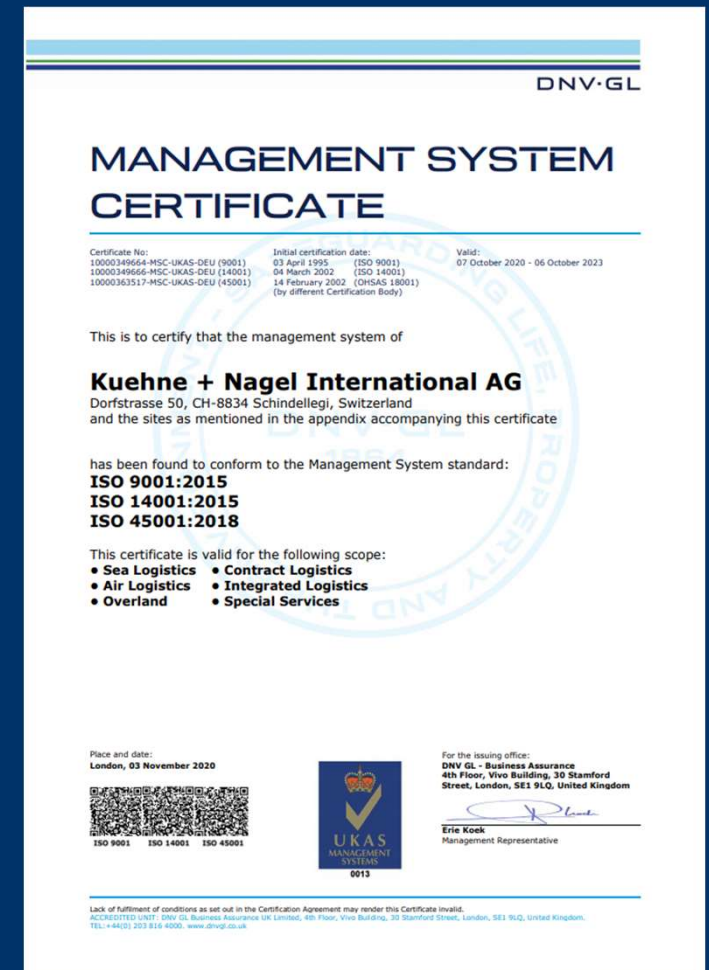 DNV·GL
MANAGEMENT SYSTEM
CERTIFICATE
Certificate No:
10000349664-MSC-UKAS-DEU (9001)
10000349666-MSC-UKAS-DEU (14001)
10000363517-MSC-UKAS-DEU (45001)
Initial certification date:
03 April 1995 (ISO 9001)
04 March 2002 (ISO 14001)
14 February 2002 (OHSAS 18001)
(by different Certification Body)
Valid:
07 October 2020 - 06 October 2023
This is to certify that the management system of
Kuehne + Nagel International AG
Dorfstrasse 50, CH-8834 Schindellegi, Switzerland
and the sites as mentioned in the appendix accompanying this certificate
has been found to conform to the Management System standard:
ISO 9001:2015
ISO 14001:2015
ISO 45001:2018
This certificate is valid for the following scope:
• Sea Logistics • Contract Logistics
• Air Logistics • Integrated Logistics
• Overland • Special Services
Place and date:
London, 03 November 2020
ISO 9001 ISO 14001 ISO 45001
UKAS
MANAGEMENT
SYSTEMS
0013
For the issuing office:
DNV GL - Business Assurance
4th Floor, Vivo Building, 30 Stamford
Street, London, SE1 9LQ, United Kingdom
Erie Koek
Management Representative
Lack of fulfilment of conditions as set out in the Certification Agreement may render this Certificate invalid.
ACCREDITED UNIT: DNV GL Business Assurance UK Limited, 4th Floor, Vivo Building, 30 Stamford Street, London, SE1 9LQ, United Kingdom.
TEL:+44(0) 203 816 4000. www.dnvgl.co.uk